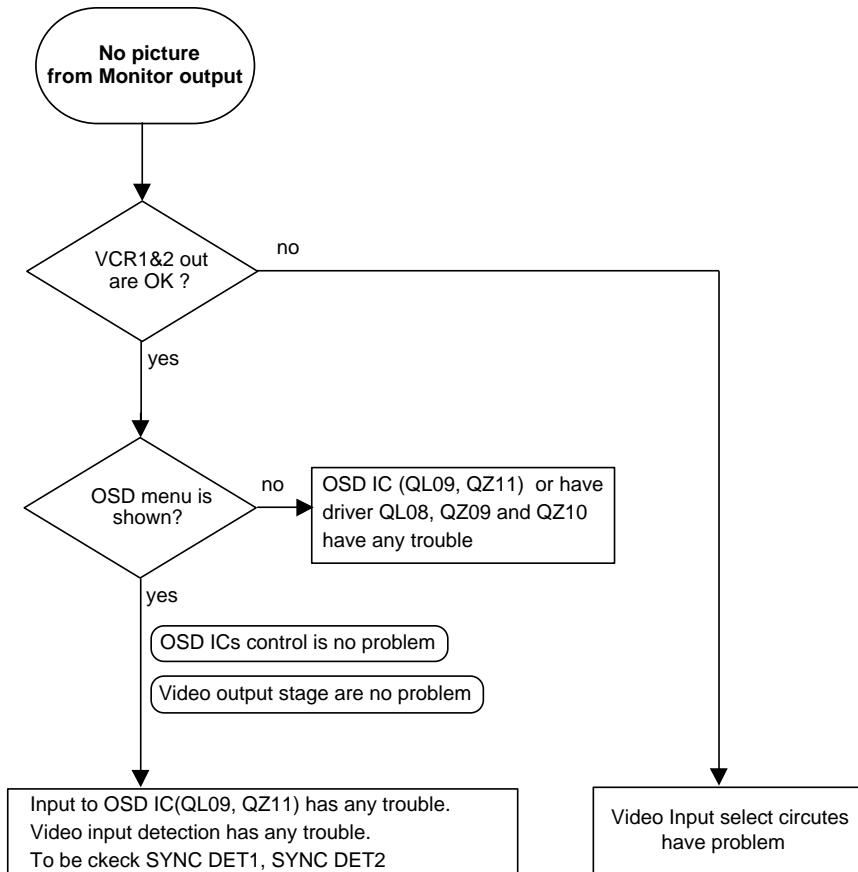 No picture
from Monitor output
VCR1&2 out
are OK ?
no
yes
OSD menu is
shown?
no
OSD IC (QL09, QZ11) or have
driver QL08, QZ09 and QZ10
have any trouble
yes
OSD ICs control is no problem
Video output stage are no problem
Input to OSD IC(QL09, QZ11) has any trouble.
Video input detection has any trouble.
To be ckeck SYNC DET1, SYNC DET2
Video Input select circutes
have problem